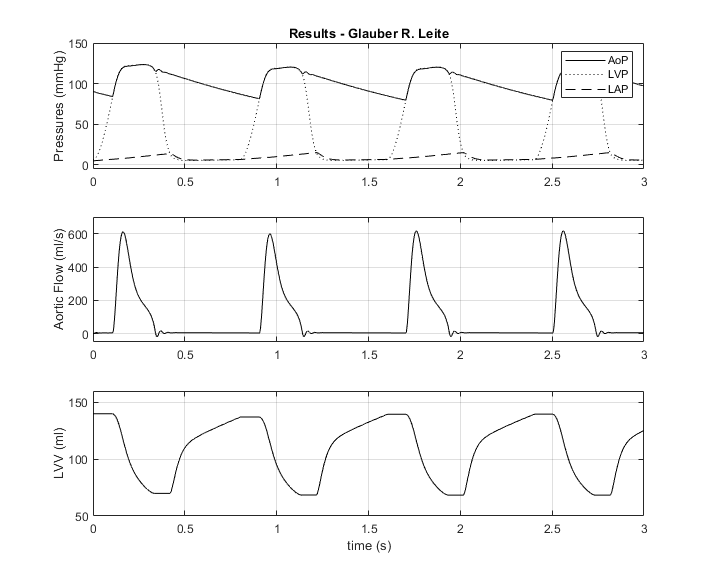 Results - Glauber R. Leite
Pressures (mmHg)
150
100
50
0
AoP
LVP
LAP
0 0.5 1 1.5 2 2.5 3
Aortic Flow (ml/s)
600
400
200
0
0 0.5 1 1.5 2 2.5 3
LVV (ml)
150
100
50
0 0.5 1 1.5 2 2.5 3
time (s)